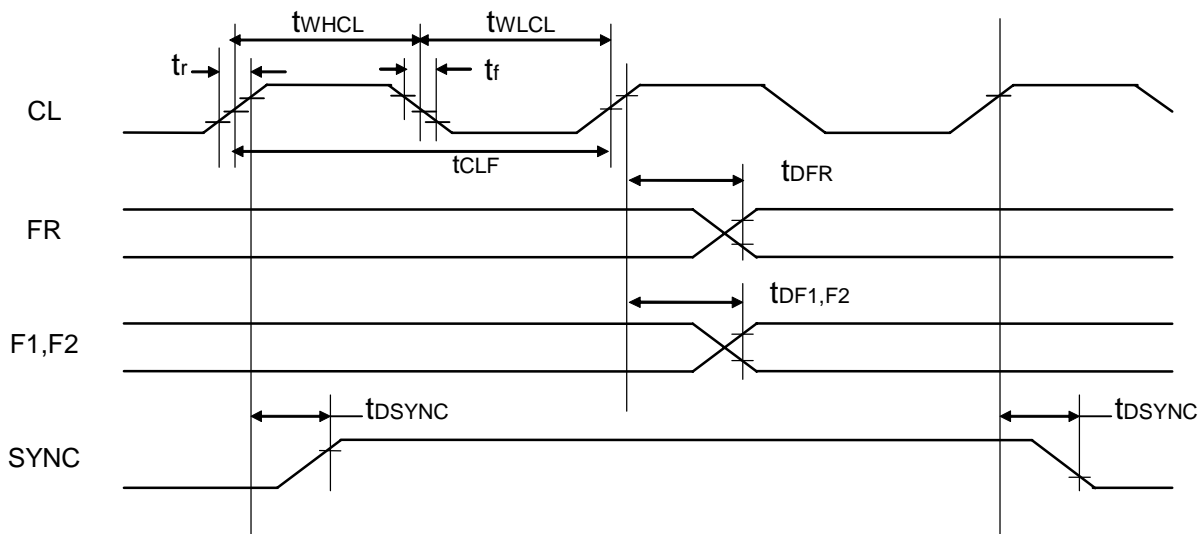 tWHCL
tWLCL
tr
tf
CL
tCLF
tDFR
FR
tDF1,F2
F1,F2
tDSYNC
tDSYNC
SYNC